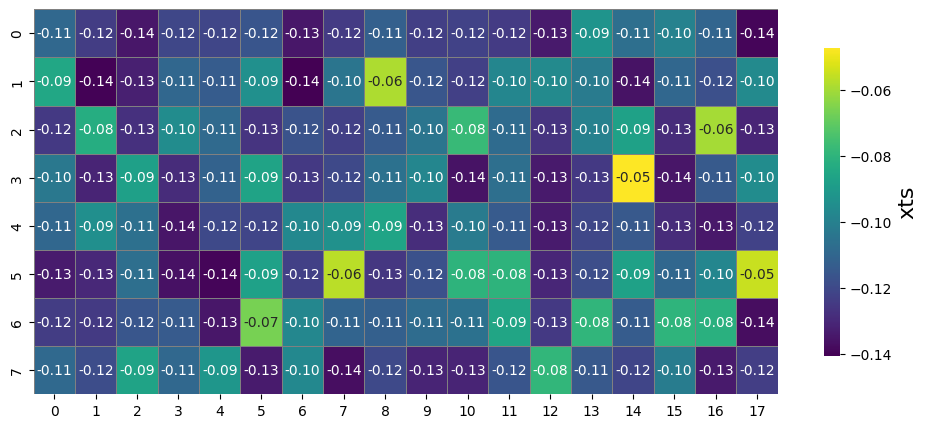 0 -0.11 -0.12 -0.14 -0.12 -0.12 -0.12 -0.13 -0.12 -0.11 -0.12 -0.12 -0.12 -0.13 -0.09 -0.11 -0.10 -0.11 -0.14
1 -0.09 -0.14 -0.13 -0.11 -0.11 -0.09 -0.14 -0.10 -0.06 -0.12 -0.12 -0.10 -0.10 -0.10 -0.14 -0.11 -0.12 -0.10
2 -0.12 -0.08 -0.13 -0.10 -0.11 -0.13 -0.12 -0.12 -0.11 -0.10 -0.08 -0.11 -0.13 -0.10 -0.09 -0.13 -0.06 -0.13
3 -0.10 -0.13 -0.09 -0.13 -0.11 -0.09 -0.13 -0.12 -0.11 -0.10 -0.14 -0.11 -0.13 -0.13 -0.05 -0.14 -0.11 -0.10
4 -0.11 -0.09 -0.11 -0.14 -0.12 -0.12 -0.10 -0.09 -0.09 -0.13 -0.10 -0.11 -0.13 -0.12 -0.11 -0.13 -0.13 -0.12
5 -0.13 -0.13 -0.11 -0.14 -0.14 -0.09 -0.12 -0.06 -0.13 -0.12 -0.08 -0.08 -0.13 -0.12 -0.09 -0.11 -0.10 -0.05
6 -0.12 -0.12 -0.12 -0.11 -0.13 -0.07 -0.10 -0.11 -0.11 -0.11 -0.11 -0.09 -0.13 -0.08 -0.11 -0.08 -0.08 -0.14
7 -0.11 -0.12 -0.09 -0.11 -0.09 -0.13 -0.10 -0.14 -0.12 -0.13 -0.13 -0.12 -0.08 -0.11 -0.12 -0.10 -0.13 -0.12
0 1 2 3 4 5 6 7 8 9 10 11 12 13 14 15 16 17
−0.06
−0.08
−0.10
−0.12
−0.14
xts